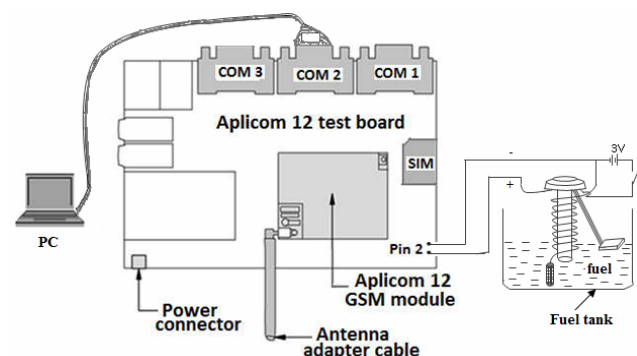 COM 3
COM 2
COM 1
Aplicom 12 test board
SIM
3V
-
+
PC
Pin 2
fuel
Aplicom 12
GSM module
Power
connector
Fuel tank
Antenna
adapter cable